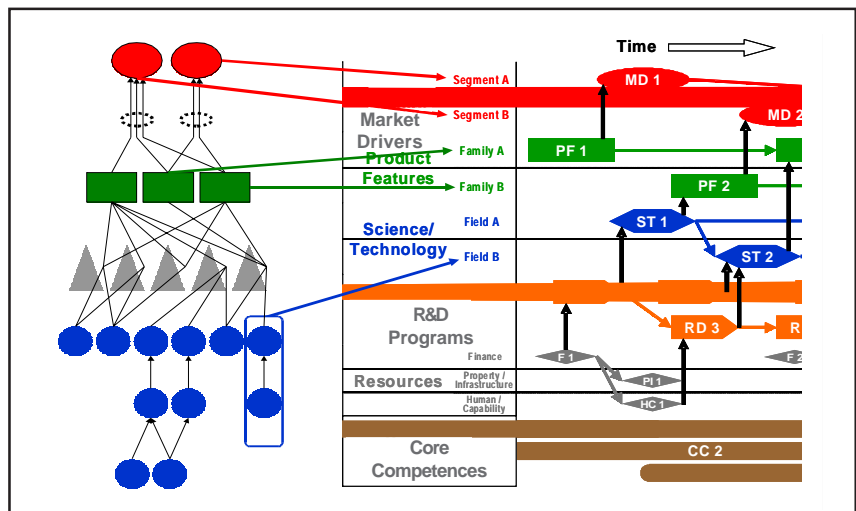 Time
Segment A
MD 1
Segment B
MD 2
Market
Drivers
Family A
PF 1
Product
Features
Family B
PF 2
Field A
ST 1
Science/
Technology
Field B
ST 2
R&D
Programs
RD 3
R
Finance
F 1
F 2
Resources
Property /
Infrastructure
PI 1
Human /
Capability
HC 1
Core
Competences
CC 2